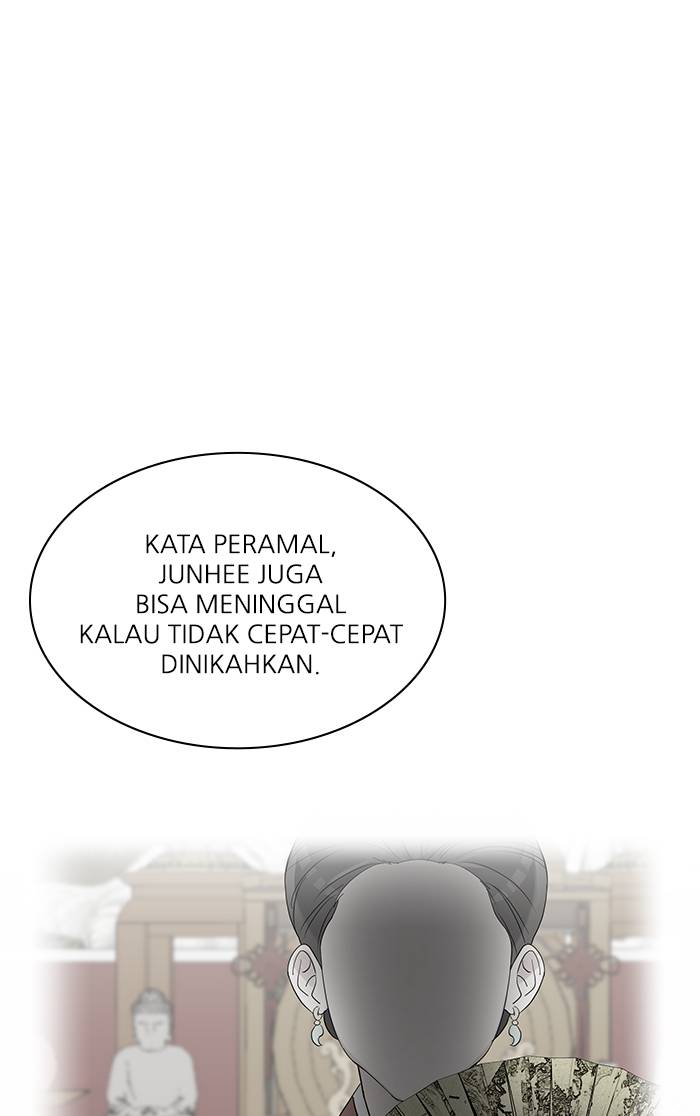 KATA PERAMAL,
JUNHEE JUGA
BISA MENINGGAL
KALAU TIDAK CEPAT-CEPAT
DINIKAHKAN.